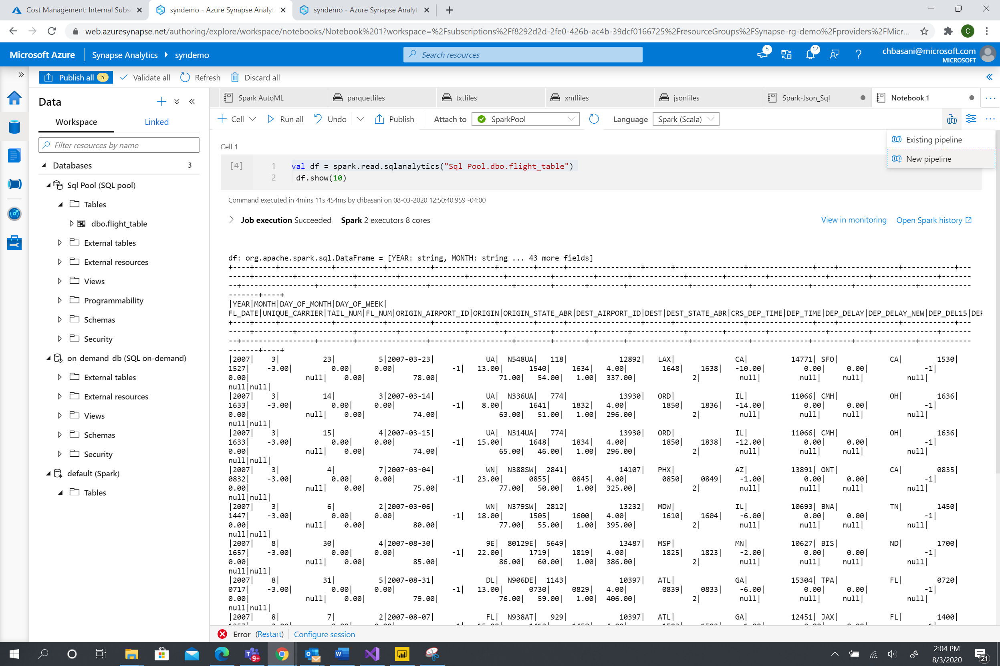 Cost Management: Internal Subs
syndemo - Azure Synapse Analyt
syndemo - Azure Synapse Analyt
web.azuresynapse.net/authoring/explore/workspace/notebooks/Notebook%201?workspace=%2Fsubscriptions%2Ff8292d2d-2fe0-426b-ac4b-39dcf0166725%2FresourceGroups%2FSynapse-rg-demo%2Fproviders%2FMicr...
C
Microsoft Azure
Synapse Analytics
syndemo
Search resources
5
12
?
chbasani@microsoft.com
MICROSOFT
Publish all 5
Validate all
Refresh
Discard all
Data
Workspace
Linked
Filter resources by name
Databases 3
Sql Pool (SQL pool)
Tables
dbo.flight_table
External tables
External resources
Views
Programmability
Schemas
Security
on_demand_db (SQL on-demand)
External tables
External resources
Views
Schemas
Security
default (Spark)
Tables
Spark AutoML
parquetfiles
txtfiles
xmlfiles
jsonfiles
Spark-Json_Sql
Notebook 1
Cell
Run all
Undo
Publish
Attach to
SparkPool
Language
Spark (Scala)
Existing pipeline
New pipeline
Cell 1
[4]
1 val df = spark.read.sqlanalytics("Sql Pool.dbo.flight_table")
2 df.show(10)
Command executed in 4mins 11s 454ms by chbasani on 08-03-2020 12:50:40.959 -04:00
Job execution Succeeded Spark 2 executors 8 cores
View in monitoring
Open Spark history
df: org.apache.spark.sql.DataFrame = [YEAR: string, MONTH: string ... 43 more fields]
|YEAR|MONTH|DAY_OF_MONTH|DAY_OF_WEEK|
FL_DATE|UNIQUE_CARRIER|TAIL_NUM|FL_NUM|ORIGIN_AIRPORT_ID|ORIGIN|ORIGIN_STATE_ABR|DEST_AIRPORT_ID|DEST|DEST_STATE_ABR|CRS_DEP_TIME|DEP_TIME|DEP_DELAY|DEP_DELAY_NEW|DEP_DEL15|DEP
|2007| 3| 23| 5|2007-03-23| UA| N548UA| 118| 12892| LAX| CA| 14771| SFO| CA| 1530|
1527| -3.00| 0.00| 0.00| -1| 13.00| 1540| 1634| 4.00| 1648| 1638| -10.00| 0.00| 0.00| -1|
0.00| null| 0.00| 78.00| 71.00| 54.00| 1.00| 337.00| 2| null| null| null| null|
null|null|
|2007| 3| 14| 3|2007-03-14| UA| N336UA| 774| 13930| ORD| IL| 11066| CMH| OH| 1636|
1633| -3.00| 0.00| 0.00| -1| 8.00| 1641| 1832| 4.00| 1850| 1836| -14.00| 0.00| 0.00| -1|
0.00| null| 0.00| 74.00| 63.00| 51.00| 1.00| 296.00| 2| null| null| null| null|
null|null|
|2007| 3| 15| 4|2007-03-15| UA| N314UA| 774| 13930| ORD| IL| 11066| CMH| OH| 1636|
1633| -3.00| 0.00| 0.00| -1| 15.00| 1648| 1834| 4.00| 1850| 1838| -12.00| 0.00| 0.00| -1|
0.00| null| 0.00| 74.00| 65.00| 46.00| 1.00| 296.00| 2| null| null| null| null|
null|null|
|2007| 3| 4| 7|2007-03-04| WN| N388SW| 2841| 14107| PHX| AZ| 13891| ONT| CA| 0835|
0832| -3.00| 0.00| 0.00| -1| 23.00| 0855| 0845| 4.00| 0850| 0849| -1.00| 0.00| 0.00| -1|
0.00| null| 0.00| 75.00| 77.00| 50.00| 1.00| 325.00| 2| null| null| null| null|
null|null|
|2007| 3| 6| 2|2007-03-06| WN| N379SW| 2812| 13232| MDW| IL| 10693| BNA| TN| 1450|
1447| -3.00| 0.00| 0.00| -1| 18.00| 1505| 1600| 4.00| 1610| 1604| -6.00| 0.00| 0.00| -1|
0.00| null| 0.00| 80.00| 77.00| 55.00| 1.00| 395.00| 2| null| null| null| null|
null|null|
|2007| 8| 30| 4|2007-08-30| 9E| 80129E| 5649| 13487| MSP| MN| 10627| BIS| ND| 1700|
1657| -3.00| 0.00| 0.00| -1| 22.00| 1719| 1819| 4.00| 1825| 1823| -2.00| 0.00| 0.00| -1|
0.00| null| 0.00| 85.00| 86.00| 60.00| 1.00| 386.00| 2| null| null| null| null|
null|null|
|2007| 8| 31| 5|2007-08-31| DL| N906DE| 1143| 10397| ATL| GA| 15304| TPA| FL| 0720|
0717| -3.00| 0.00| 0.00| -1| 13.00| 0730| 0829| 4.00| 0839| 0833| -6.00| 0.00| 0.00| -1|
0.00| null| 0.00| 79.00| 76.00| 59.00| 1.00| 406.00| 2| null| null| null| null|
null|null|
|2007| 8| 7| 2|2007-08-07| FL| N938AT| 929| 10397| ATL| GA| 12451| JAX| FL| 1400|
Error (Restart)
Configure session
9+
2:04 PM
8/3/2020
21